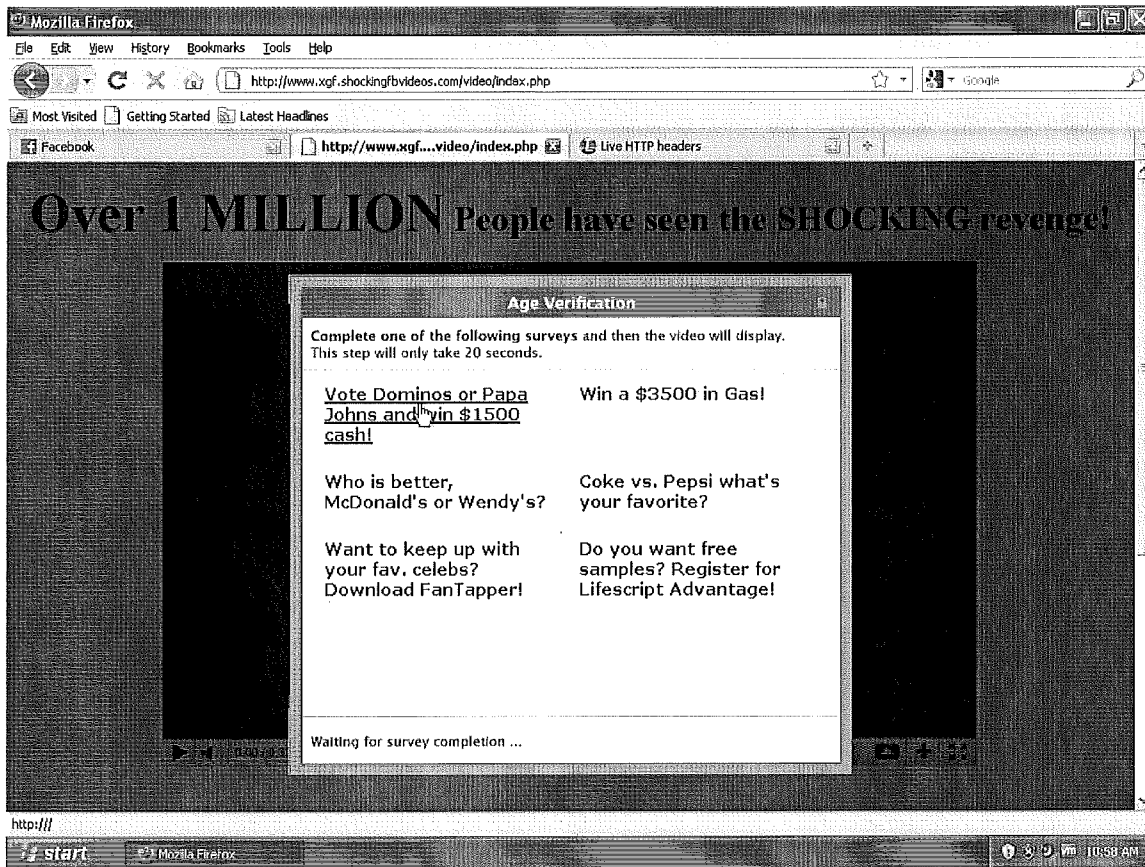 Mozilla Firefox
File Edit View History Bookmarks Tools Help
http://www.xgf.shockingfbvideos.com/video/index.php
Google
Most Visited Getting Started Latest Headlines
Facebook http://www.xgf....video/index.php Live HTTP headers
Over 1 MILLION People have seen the SHOCKING revenge!
Age Verification
Complete one of the following surveys and then the video will display.
This step will only take 20 seconds.
Vote Dominos or Papa
Johns and win $1500
cash!
Win a $3500 in Gas!
Who is better,
McDonald's or Wendy's?
Coke vs. Pepsi what's
your favorite?
Want to keep up with
your fav. celebs?
Download FanTapper!
Do you want free
samples? Register for
Lifescript Advantage!
Waiting for survey completion ...
http:///
start Mozilla Firefox 10:58 AM